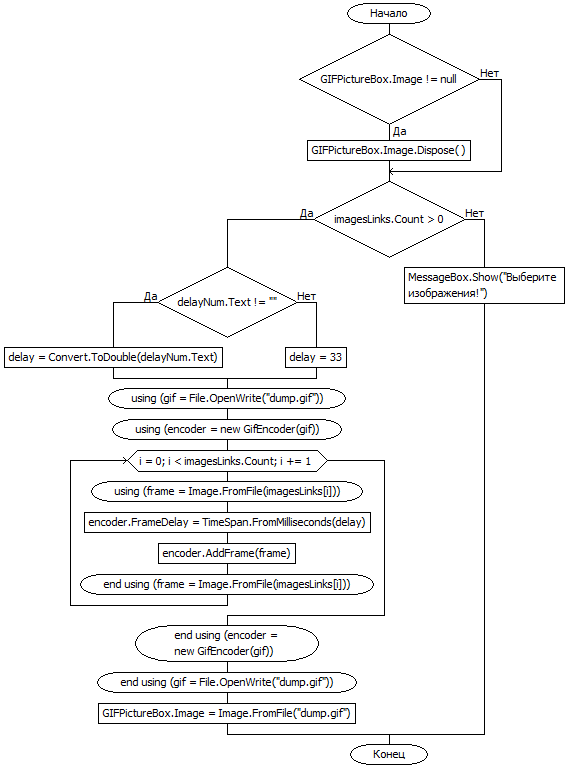 Начало
GIFPictureBox.Image != null
Нет
Да
GIFPictureBox.Image.Dispose( )
Да
imagesLinks.Count > 0
Нет
MessageBox.Show("Выберите
изображения!")
Да
delayNum.Text != ""
Нет
delay = Convert.ToDouble(delayNum.Text)
delay = 33
using (gif = File.OpenWrite("dump.gif"))
using (encoder = new GifEncoder(gif))
i = 0; i < imagesLinks.Count; i += 1
using (frame = Image.FromFile(imagesLinks[i]))
encoder.FrameDelay = TimeSpan.FromMilliseconds(delay)
encoder.AddFrame(frame)
end using (frame = Image.FromFile(imagesLinks[i]))
end using (encoder =
new GifEncoder(gif))
end using (gif = File.OpenWrite("dump.gif"))
GIFPictureBox.Image = Image.FromFile("dump.gif")
Конец